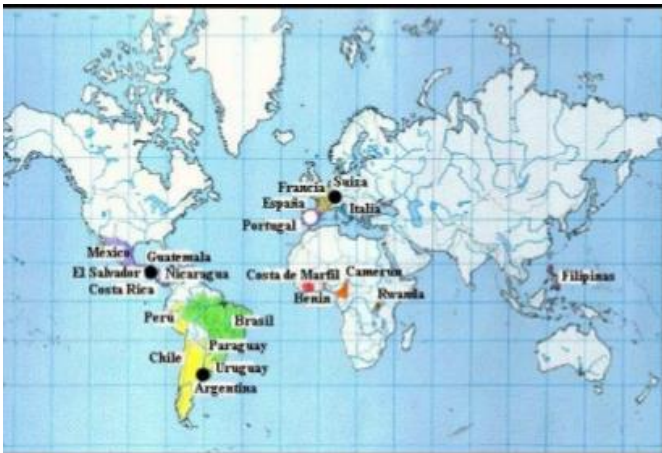 Francia
Suiza
España
Italia
Portugal
Mexico
Guatemala
El Salvador
Nicaragua
Costa Rica
Costa de Marfil
Camerun
Benin
Rwanda
Filipinas
Perú
Brasil
Paraguay
Chile
Uruguay
Argentina